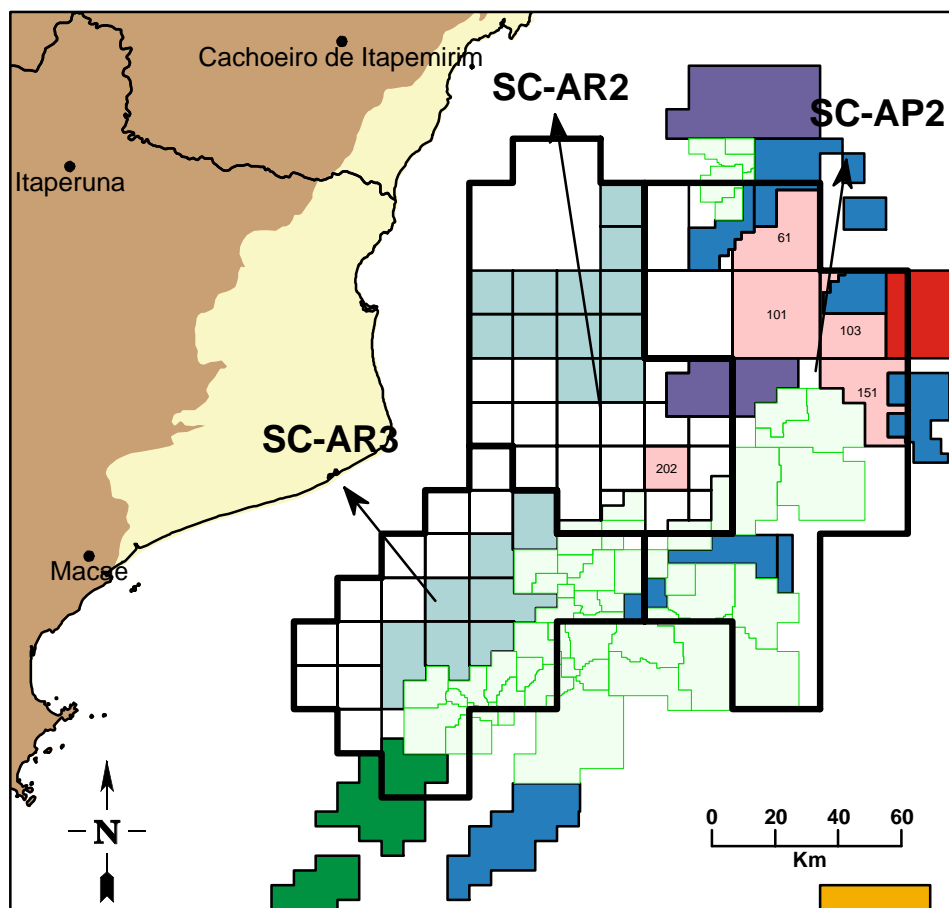 Cachoeiro de Itapemirim
SC-AR2
SC-AP2
Itaperuna
61
101
103
151
SC-AR3
202
Macae
N
0 20 40 60
Km